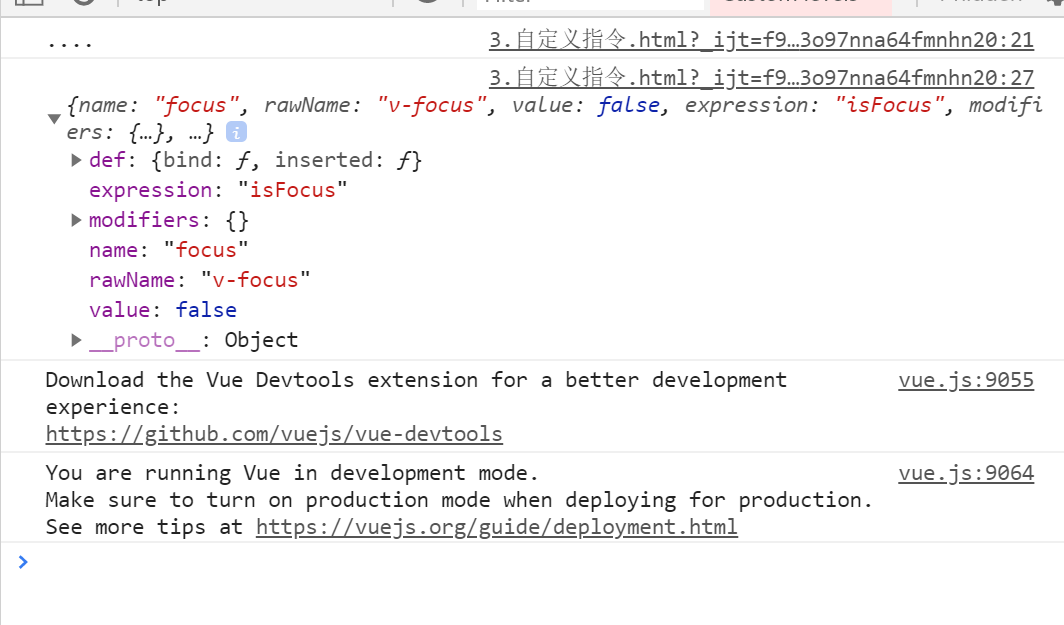 ....
3.自定义指令.html?_ijt=f9…3o97nna64fmnhn20:21
3.自定义指令.html?_ijt=f9…3o97nna64fmnhn20:27
{name: "focus", rawName: "v-focus", value: false, expression: "isFocus", modifi
ers: {…}, …} i
def: {bind: ƒ, inserted: ƒ}
expression: "isFocus"
modifiers: {}
name: "focus"
rawName: "v-focus"
value: false
__proto__: Object
Download the Vue Devtools extension for a better development
experience:
https://github.com/vuejs/vue-devtools
vue.js:9055
You are running Vue in development mode.
Make sure to turn on production mode when deploying for production.
See more tips at https://vuejs.org/guide/deployment.html
vue.js:9064